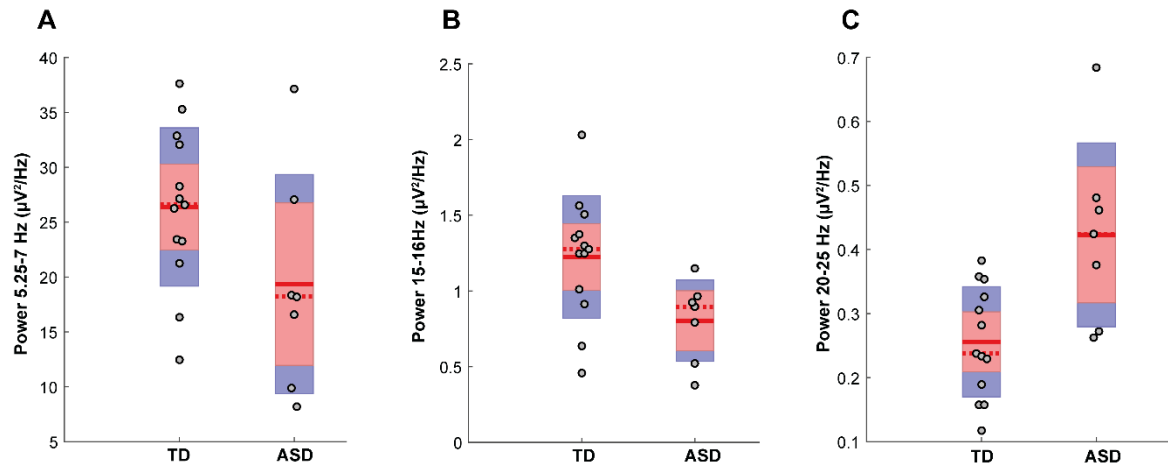 A
Power 5.25-7 Hz (µV²/Hz)
40
35
30
25
20
15
10
5
TD
ASD
B
Power 15-16Hz (µV²/Hz)
2.5
2
1.5
1
0.5
0
TD
ASD
C
Power 20-25 Hz (µV²/Hz)
0.7
0.6
0.5
0.4
0.3
0.2
0.1
TD
ASD